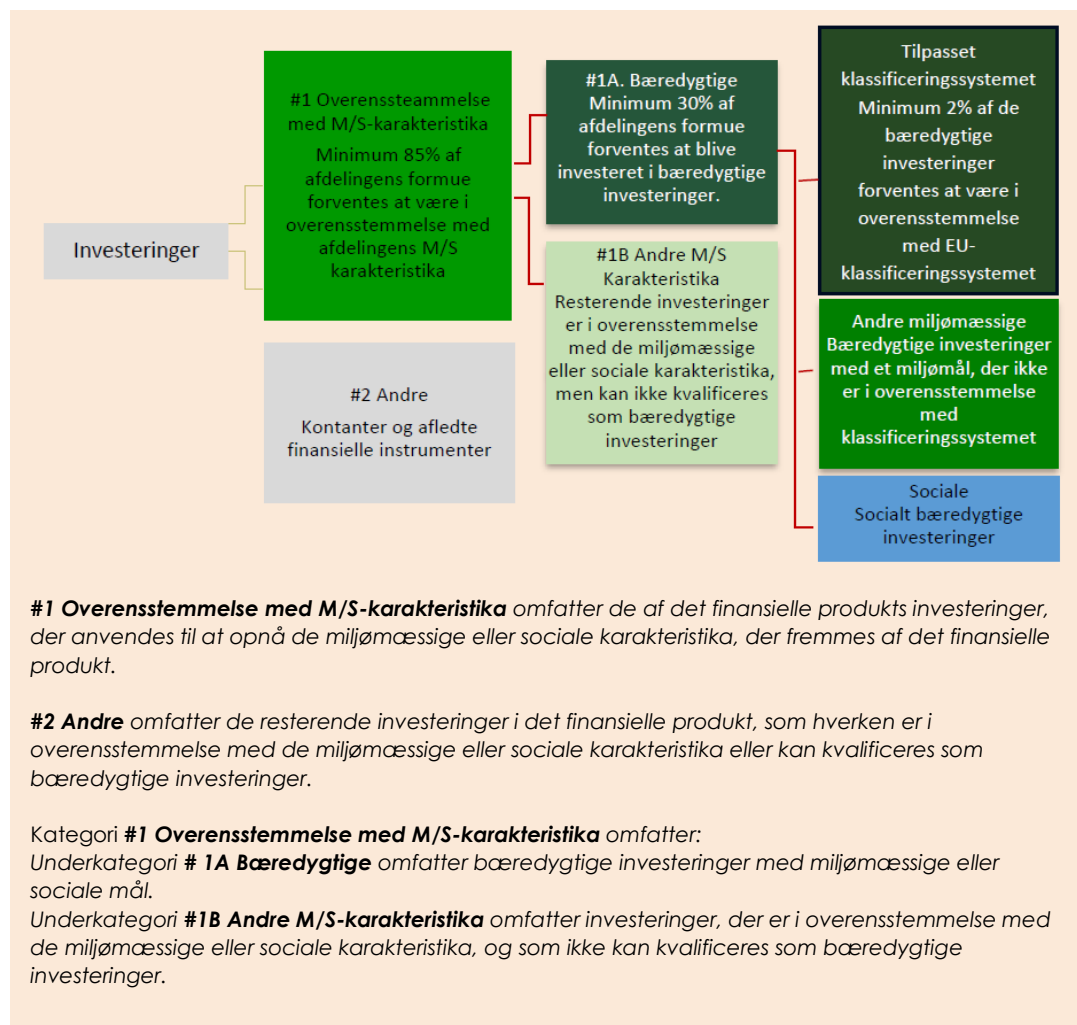 Investeringer
#1 Overenssteammelse
med M/S-karakteristika
Minimum 85% af
afdelingens formue
forventes at være i
overensstemmelse med
afdelingens M/S
karakteristika
#2 Andre
Kontanter og afledte
finansielle instrumenter
#1A. Bæredygtige
Minimum 30% af
afdelingens formue
forventes at blive
investeret i bæredygtige
investeringer.
#1B Andre M/S
Karakteristika
Resterende investeringer
er i overensstemmelse
med de miljømæssige
eller sociale karakteristika,
men kan ikke kvalificeres
som bæredygtige
investeringer
Tilpasset
klassificeringssystemet
Minimum 2% af de
bæredygtige
investeringer
forventes at være i
overensstemmelse
med EU-
klassificeringssystemet
Andre miljømæssige
Bæredygtige investeringer
med et miljømål, der ikke
er i overensstemmelse
med
klassificeringssystemet
Sociale
Socialt bæredygtige
investeringer
#1 Overensstemmelse med M/S-karakteristika omfatter de af det finansielle produkts investeringer,
der anvendes til at opnå de miljømæssige eller sociale karakteristika, der fremmes af det finansielle
produkt.
#2 Andre omfatter de resterende investeringer i det finansielle produkt, som hverken er i
overensstemmelse med de miljømæssige eller sociale karakteristika eller kan kvalificeres som
bæredygtige investeringer.
Kategori #1 Overensstemmelse med M/S-karakteristika omfatter:
Underkategori # 1A Bæredygtige omfatter bæredygtige investeringer med miljømæssige eller
sociale mål.
Underkategori #1B Andre M/S-karakteristika omfatter investeringer, der er i overensstemmelse med
de miljømæssige eller sociale karakteristika, og som ikke kan kvalificeres som bæredygtige
investeringer.